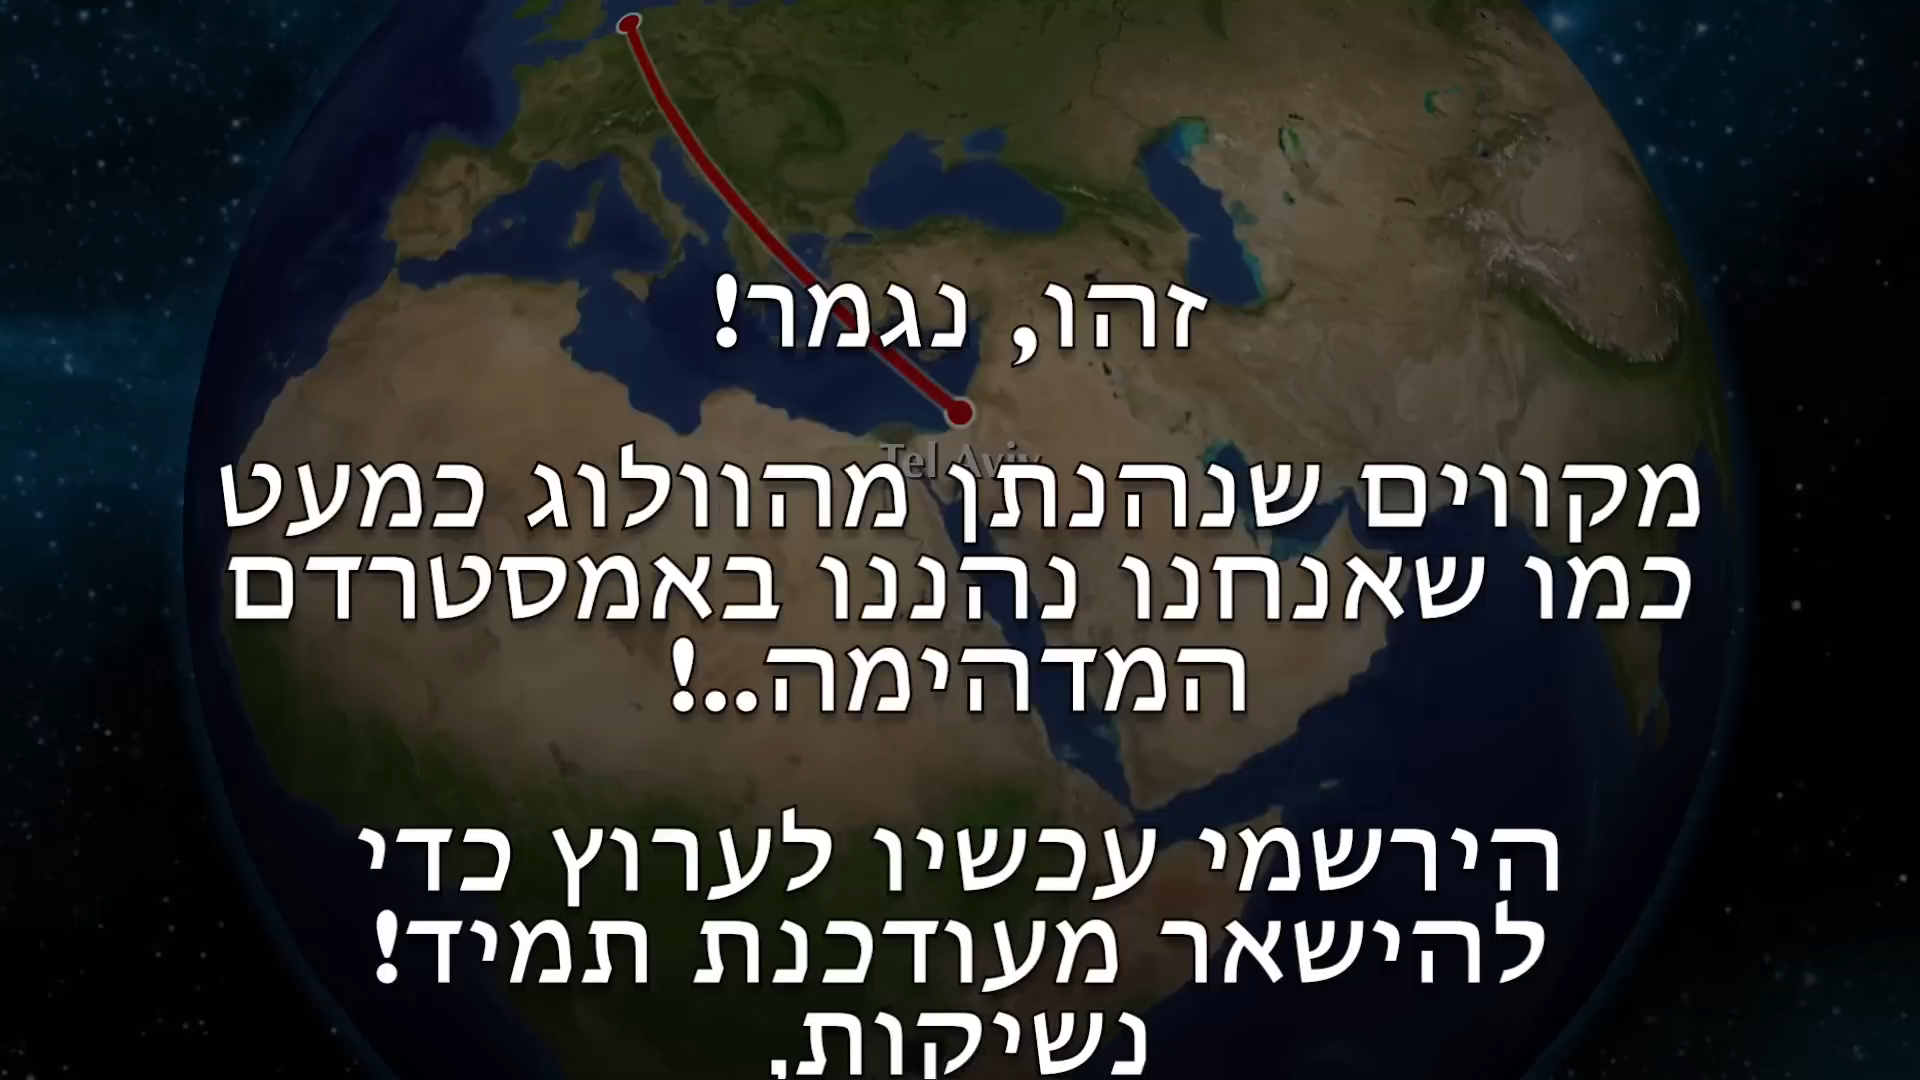 זהו, נגמר!
Tel Aviv
מקווים שנהנתן מהוולוג כמעט
כמו שאנחנו נהננו באמסטרדם
המדהימה..!
הירשמי עכשיו לערוץ כדי
להישאר מעודכנת תמיד!
נשיקות,